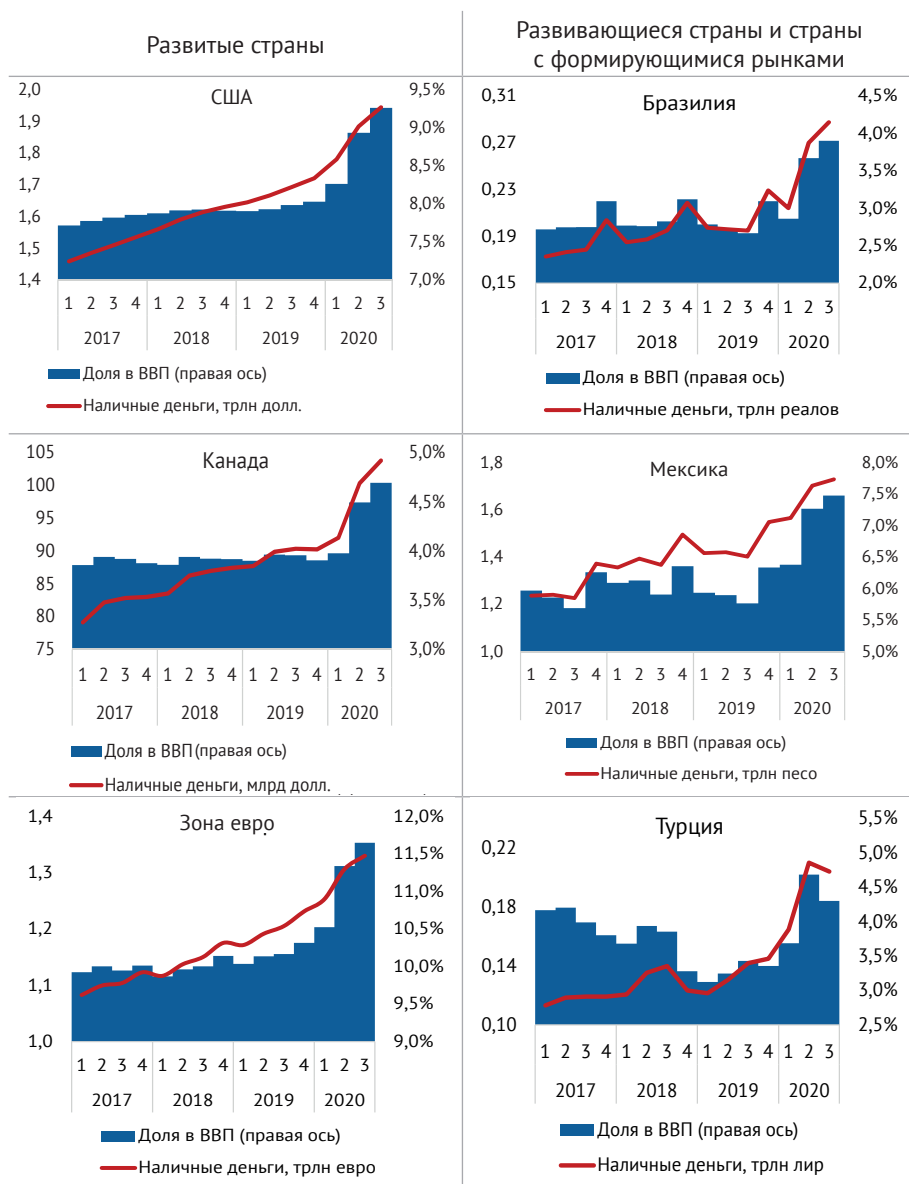 Развитые страны
Развивающиеся страны и страны
с формирующимися рынками
США
2,0
1,9
1,8
1,7
1,6
1,5
1,4
9,5%
9,0%
8,5%
8,0%
7,5%
7,0%
1 2 3 4 1 2 3 4 1 2 3 4 1 2 3
2017 2018 2019 2020
Доля в ВВП (правая ось)
Наличные деньги, трлн долл.
Бразилия
0,31
0,27
0,23
0,19
0,15
4,5%
4,0%
3,5%
3,0%
2,5%
2,0%
1 2 3 4 1 2 3 4 1 2 3 4 1 2 3
2017 2018 2019 2020
Доля в ВВП (правая ось)
Наличные деньги, трлн реалов
Канада
105
100
95
90
85
80
75
5,0%
4,5%
4,0%
3,5%
3,0%
1 2 3 4 1 2 3 4 1 2 3 4 1 2 3
2017 2018 2019 2020
Доля в ВВП(правая ось)
Наличные деньги, млрд долл.
Мексика
1,8
1,6
1,4
1,2
1,0
8,0%
7,5%
7,0%
6,5%
6,0%
5,5%
5,0%
1 2 3 4 1 2 3 4 1 2 3 4 1 2 3
2017 2018 2019 2020
Доля в ВВП (правая ось)
Наличные деньги, трлн песо
Зона евро
1,4
1,3
1,2
1,1
1,0
12,0%
11,5%
11,0%
10,5%
10,0%
9,5%
9,0%
1 2 3 4 1 2 3 4 1 2 3 4 1 2 3
2017 2018 2019 2020
Доля в ВВП (правая ось)
Наличные деньги, трлн евро
Турция
0,22
0,18
0,14
0,10
5,5%
5,0%
4,5%
4,0%
3,5%
3,0%
2,5%
1 2 3 4 1 2 3 4 1 2 3 4 1 2 3
2017 2018 2019 2020
Доля в ВВП (правая ось)
Наличные деньги, трлн лир